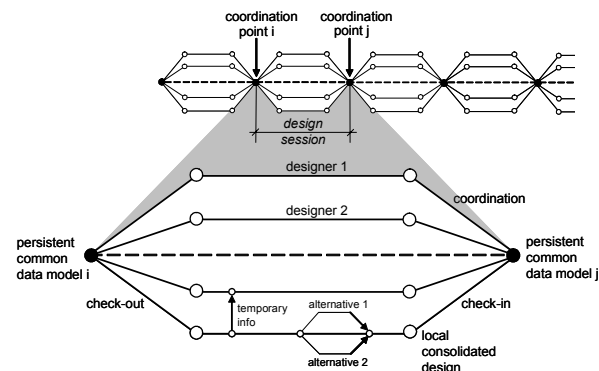 coordination
point i
coordination
point j
design
session
designer 1
coordination
designer 2
persistent
common
data model i
persistent
common
data model j
check-out
temporary
info
alternative 1
check-in
alternative 2
local
consolidated
design